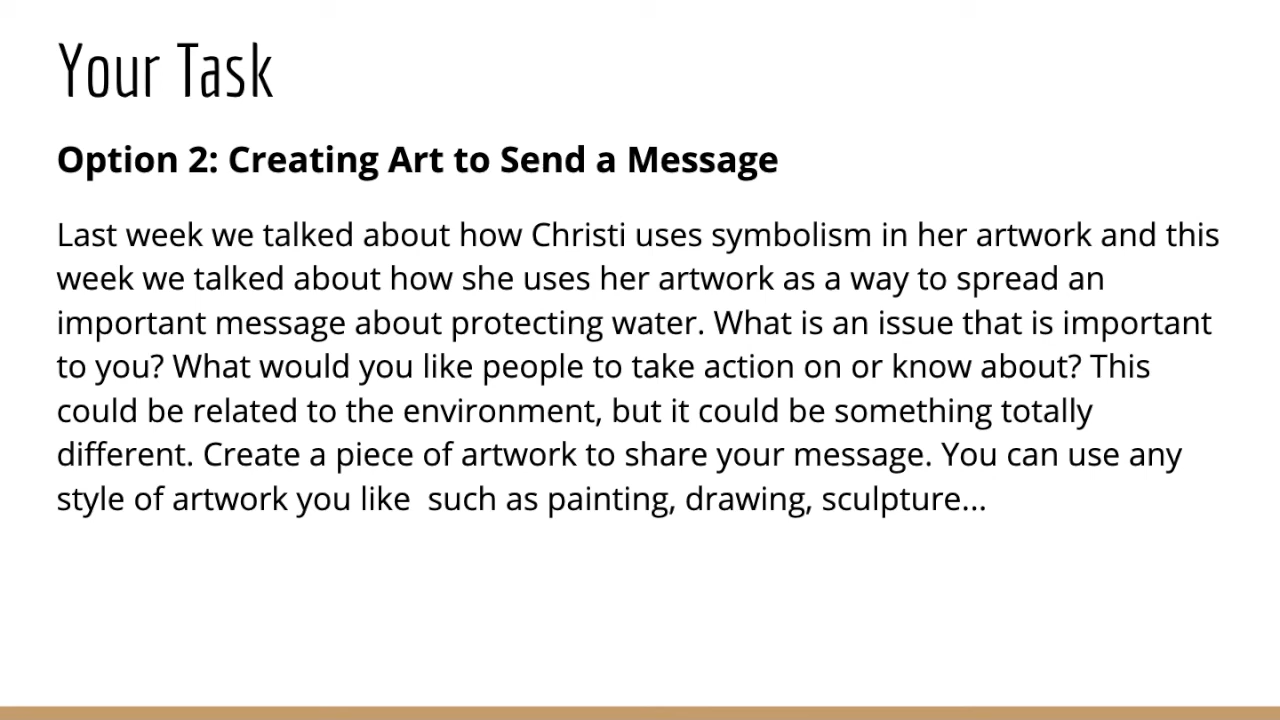 Your Task
Option 2: Creating Art to Send a Message
Last week we talked about how Christi uses symbolism in her artwork and this
week we talked about how she uses her artwork as a way to spread an
important message about protecting water. What is an issue that is important
to you? What would you like people to take action on or know about? This
could be related to the environment, but it could be something totally
different. Create a piece of artwork to share your message. You can use any
style of artwork you like  such as painting, drawing, sculpture...